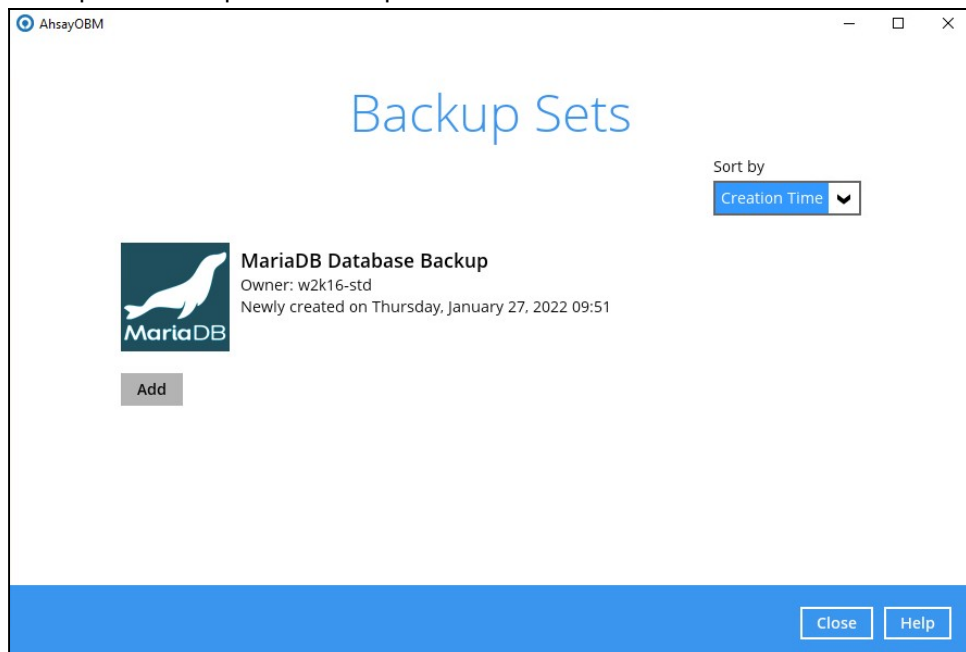 AhsayOBM
Backup Sets
Sort by
Creation Time
MariaDB Database Backup
Owner: w2k16-std
Newly created on Thursday, January 27, 2022 09:51
MariaDB
Add
Close
Help